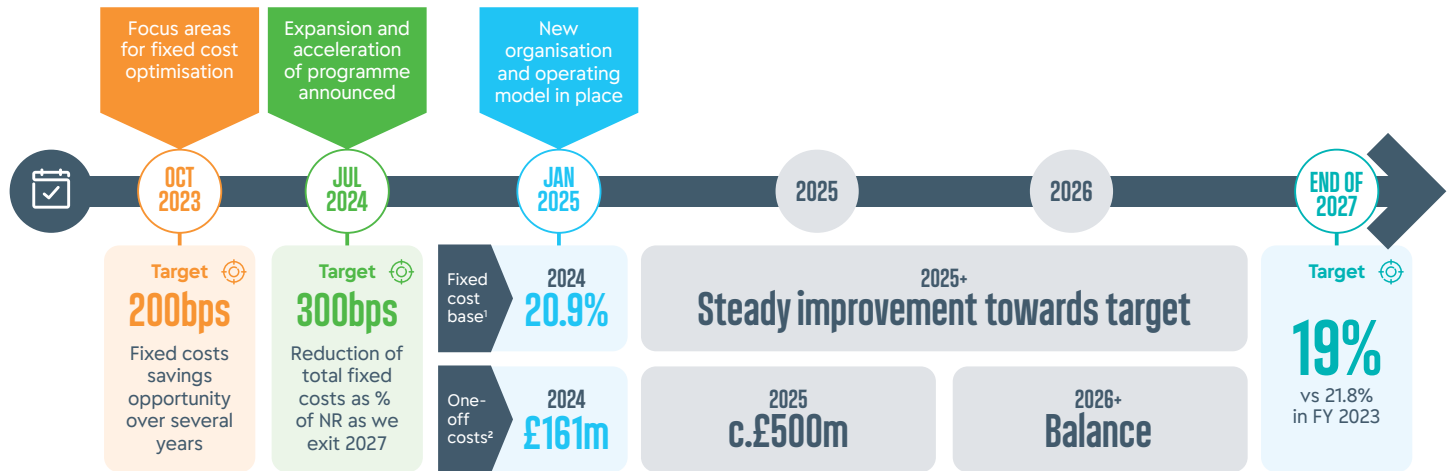 Focus areas
for fixed cost
optimisation
Expansion and
acceleration
of programme
announced
New
organisation
and operating
model in place
OCT
2023
JUL
2024
JAN
2025
2025
2026
END OF
2027
Target
200bps
Fixed costs
savings
opportunity
over several
years
Target
300bps
Reduction of
total fixed
costs as %
of NR as we
exit 2027
Fixed
cost
base¹
2024
20.9%
2025+
Steady improvement towards target
One-
off
costs²
2024
£161m
2025
c.£500m
2026+
Balance
Target
19%
vs 21.8%
in FY 2023